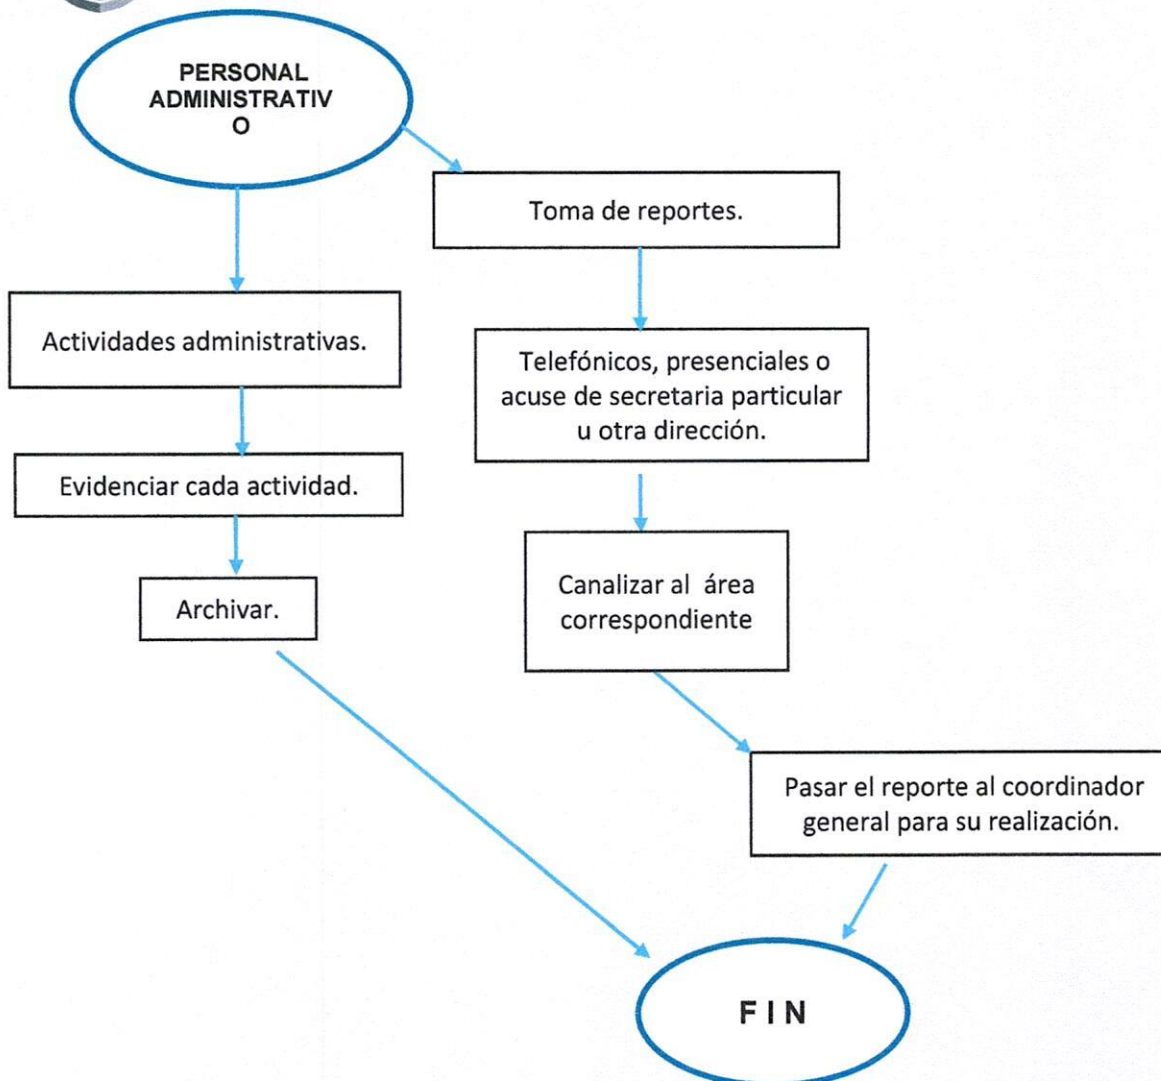 PERSONAL
ADMINISTRATIV
O
Toma de reportes.
Actividades administrativas.
Telefónicos, presenciales o
acuse de secretaria particular
u otra dirección.
Evidenciar cada actividad.
Canalizar al área
correspondiente
Archivar.
Pasar el reporte al coordinador
general para su realización.
F I N